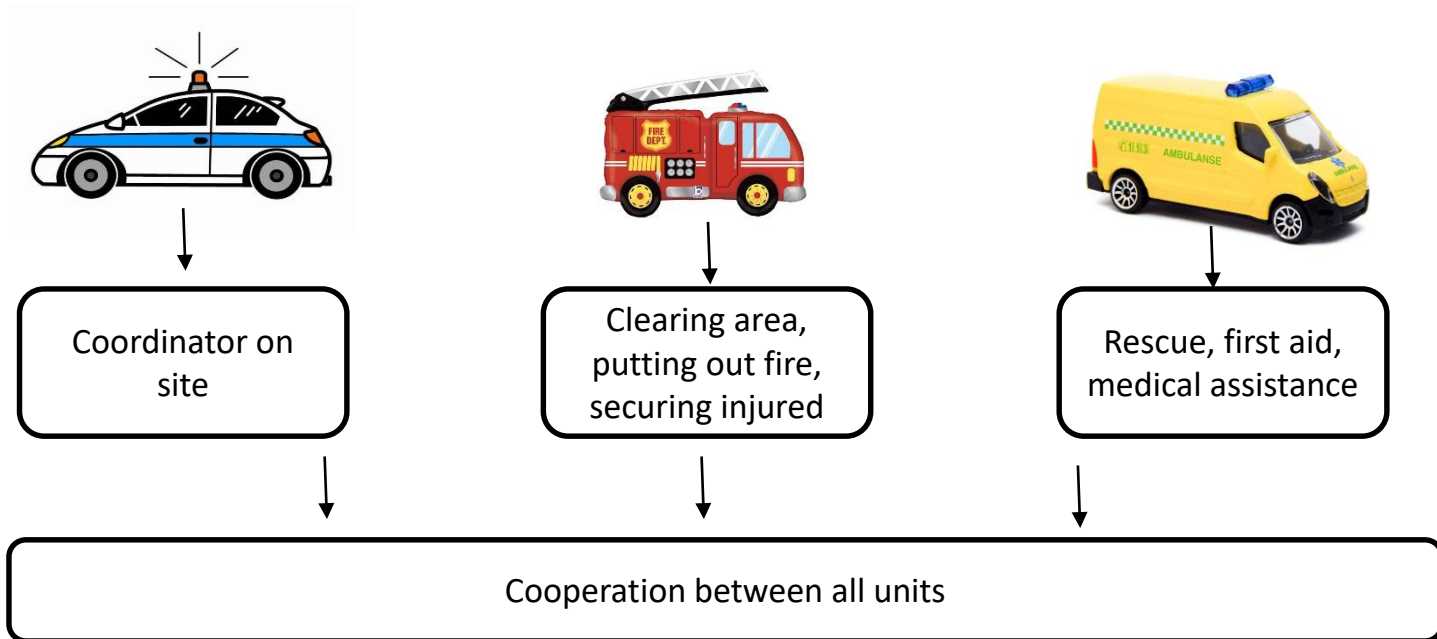 FIRE
DEPT.
AMBULANSE
Coordinator on
site
Clearing area,
putting out fire,
securing injured
Rescue, first aid,
medical assistance
Cooperation between all units